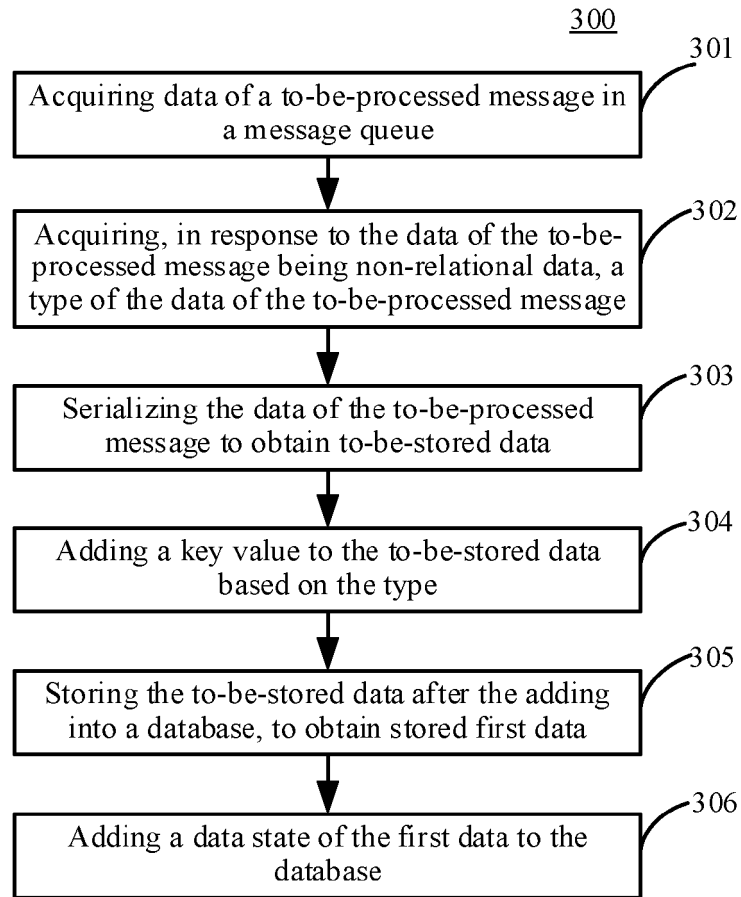 300
301
Acquiring data of a to-be-processed message in
a message queue
302
Acquiring, in response to the data of the to-be-
processed message being non-relational data, a
type of the data of the to-be-processed message
303
Serializing the data of the to-be-processed
message to obtain to-be-stored data
304
Adding a key value to the to-be-stored data
based on the type
305
Storing the to-be-stored data after the adding
into a database, to obtain stored first data
306
Adding a data state of the first data to the
database